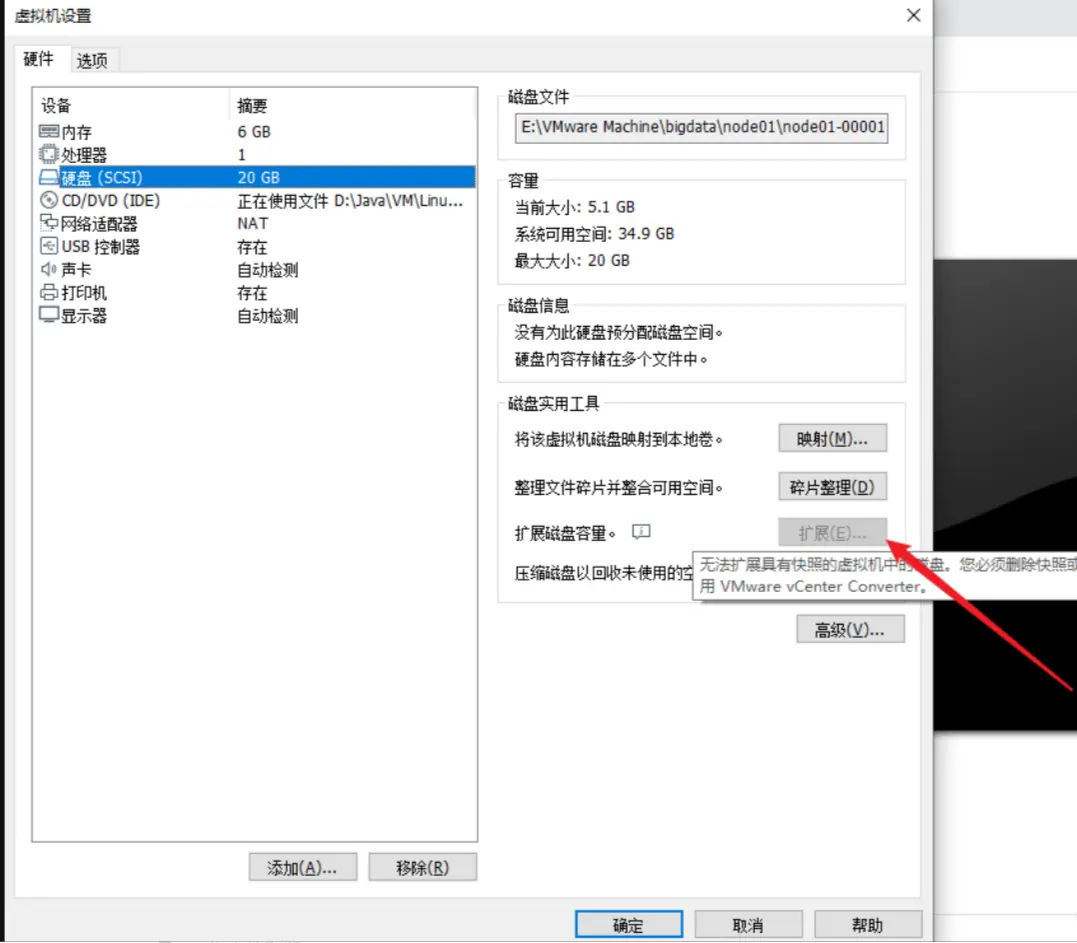 虚拟机设置
硬件 选项
设备 摘要
内存 6 GB
处理器 1
硬盘 (SCSI) 20 GB
CD/DVD (IDE) 正在使用文件 D:\Java\VM\Linu...
网络适配器 NAT
USB 控制器 存在
声卡 自动检测
打印机 存在
显示器 自动检测
添加(A)... 移除(R)
磁盘文件
E:\VMware Machine\bigdata\node01\node01-00001
容量
当前大小: 5.1 GB
系统可用空间: 34.9 GB
最大大小: 20 GB
磁盘信息
没有为此硬盘预分配磁盘空间。
硬盘内容存储在多个文件中。
磁盘实用工具
将该虚拟机磁盘映射到本地卷。 映射(M)...
整理文件碎片并整合可用空间。 碎片整理(D)
扩展磁盘容量。 扩展(E)...
压缩磁盘以回收未使用的空
无法扩展具有快照的虚拟机中的磁盘。您必须删除快照或
用 VMware vCenter Converter。
高级(V)...
确定 取消 帮助